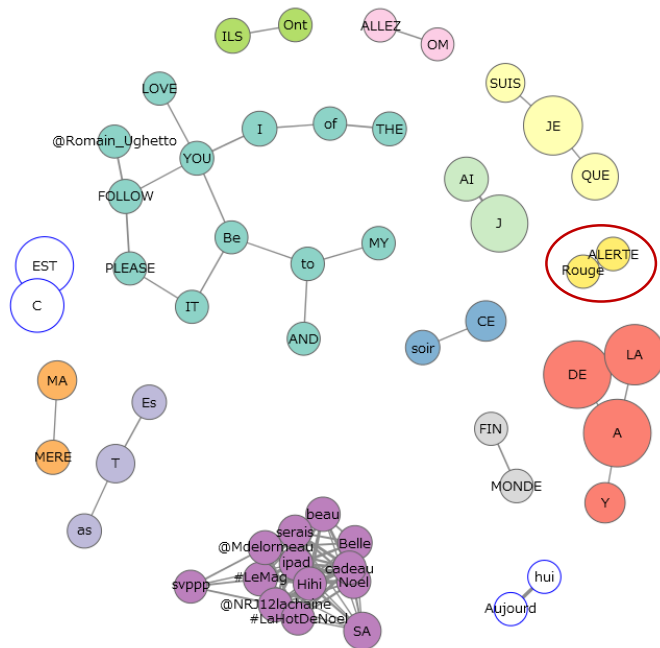 ILS
Ont
ALLEZ
OM
LOVE
SUIS
JE
QUE
@Romain_Ughetto
YOU
I
of
THE
FOLLOW
AI
J
Be
MY
PLEASE
to
ALERTE
Rouge
EST
C
IT
AND
CE
soir
LA
DE
A
Y
MA
MERE
Es
T
as
FIN
MONDE
beau
serais
@Mdelormeau
Belle
ipad
cadeau
svppp
#LeMag
Hihi
Noel
@NRJ12lachaine
#LaHotDeNoel
SA
hui
Aujourd